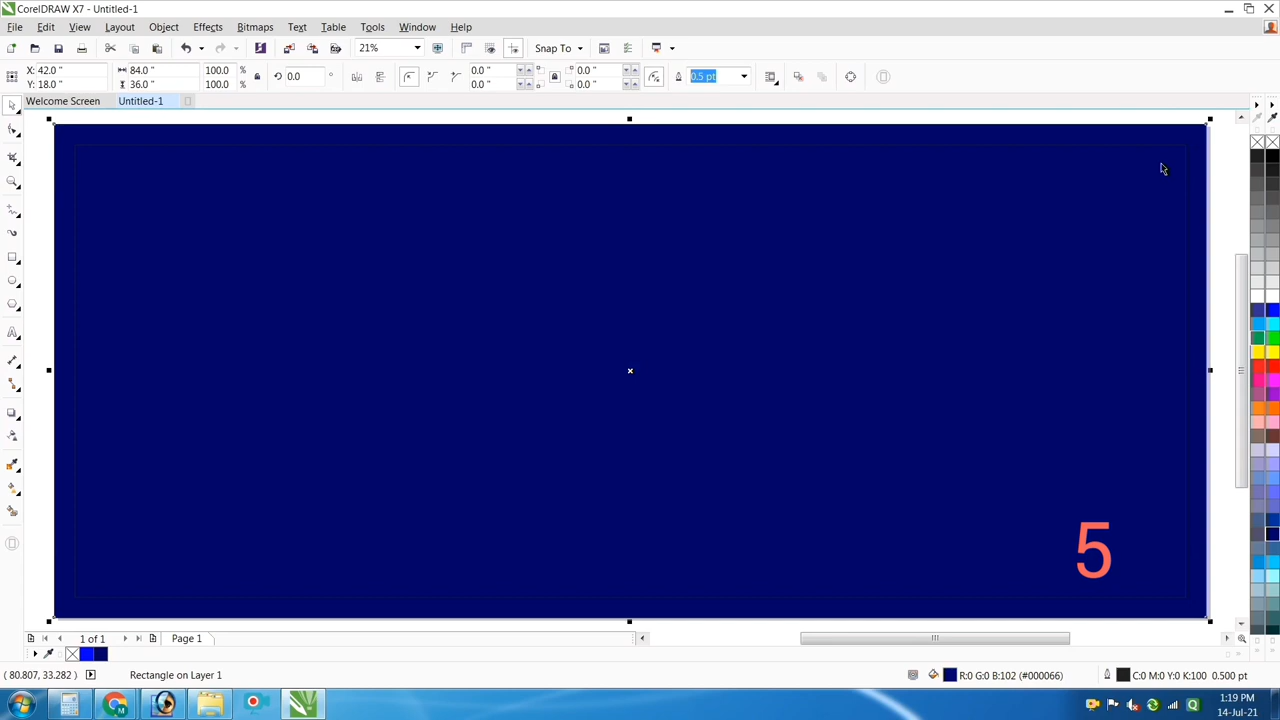 CorelDRAW X7 - Untitled-1
File Edit View Layout Object Effects Bitmaps Text Table Tools Window Help
21% Snap To
X: 42.0 " 84.0 " 100.0 % 0.0 ° 0.0 " 0.0 " 0.5 pt
Y: 18.0 " 36.0 " 100.0 % 0.0 " 0.0 "
Welcome Screen Untitled-1
5
1 of 1 Page 1
( 80.807, 33.282 ) Rectangle on Layer 1 R:0 G:0 B:102 (#000066) C:0 M:0 Y:0 K:100 0.500 pt
1:19 PM
14-Jul-21